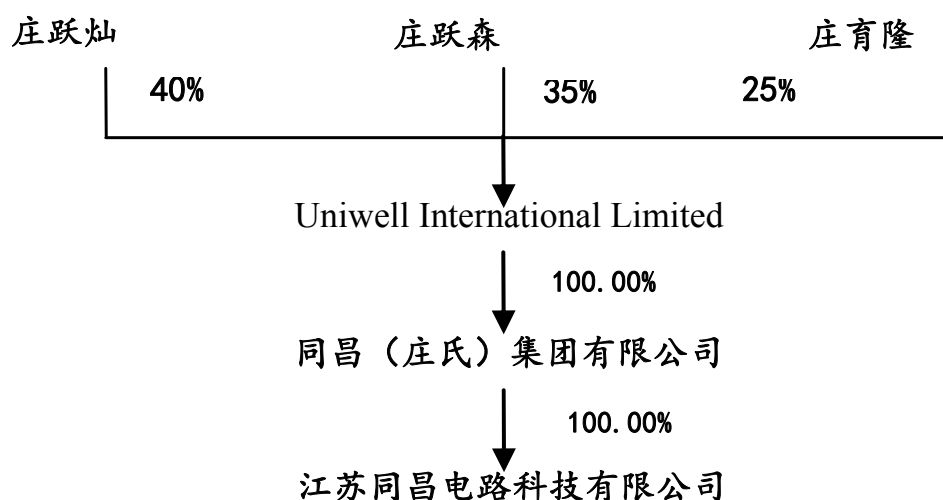 庄跃灿 庄跃森 庄育隆
40% 35% 25%
Uniwell International Limited
100.00%
同昌（庄氏）集团有限公司
100.00%
江苏同昌电路科技有限公司